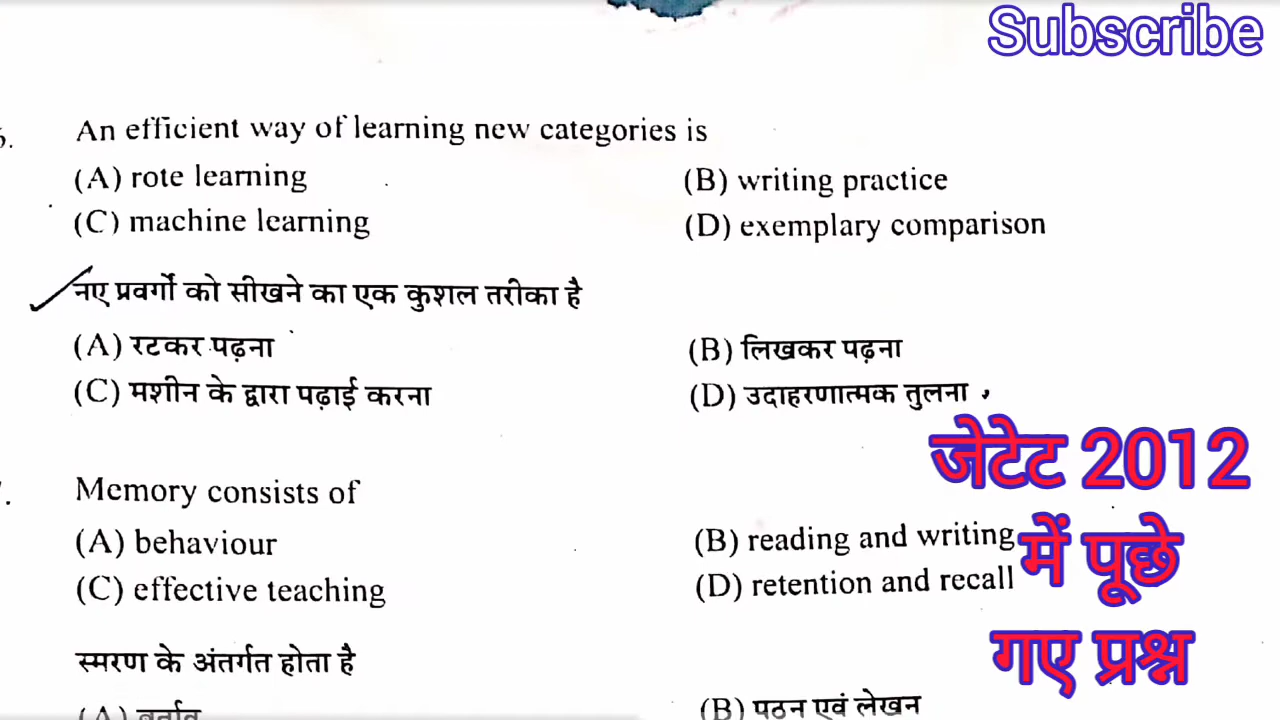 Subscribe
An efficient way of learning new categories is
(A) rote learning (B) writing practice
(C) machine learning (D) exemplary comparison
नए प्रवर्गों को सीखने का एक कुशल तरीका है
(A) रटकर पढ़ना (B) लिखकर पढ़ना
(C) मशीन के द्वारा पढ़ाई करना (D) उदाहरणात्मक तुलना
जेटेट 2012
Memory consists of
(A) behaviour (B) reading and writing
में पूछे
(C) effective teaching (D) retention and recall
गए प्रश्न
स्मरण के अंतर्गत होता है
(A) बर्ताव (B) पठन एवं लेखन